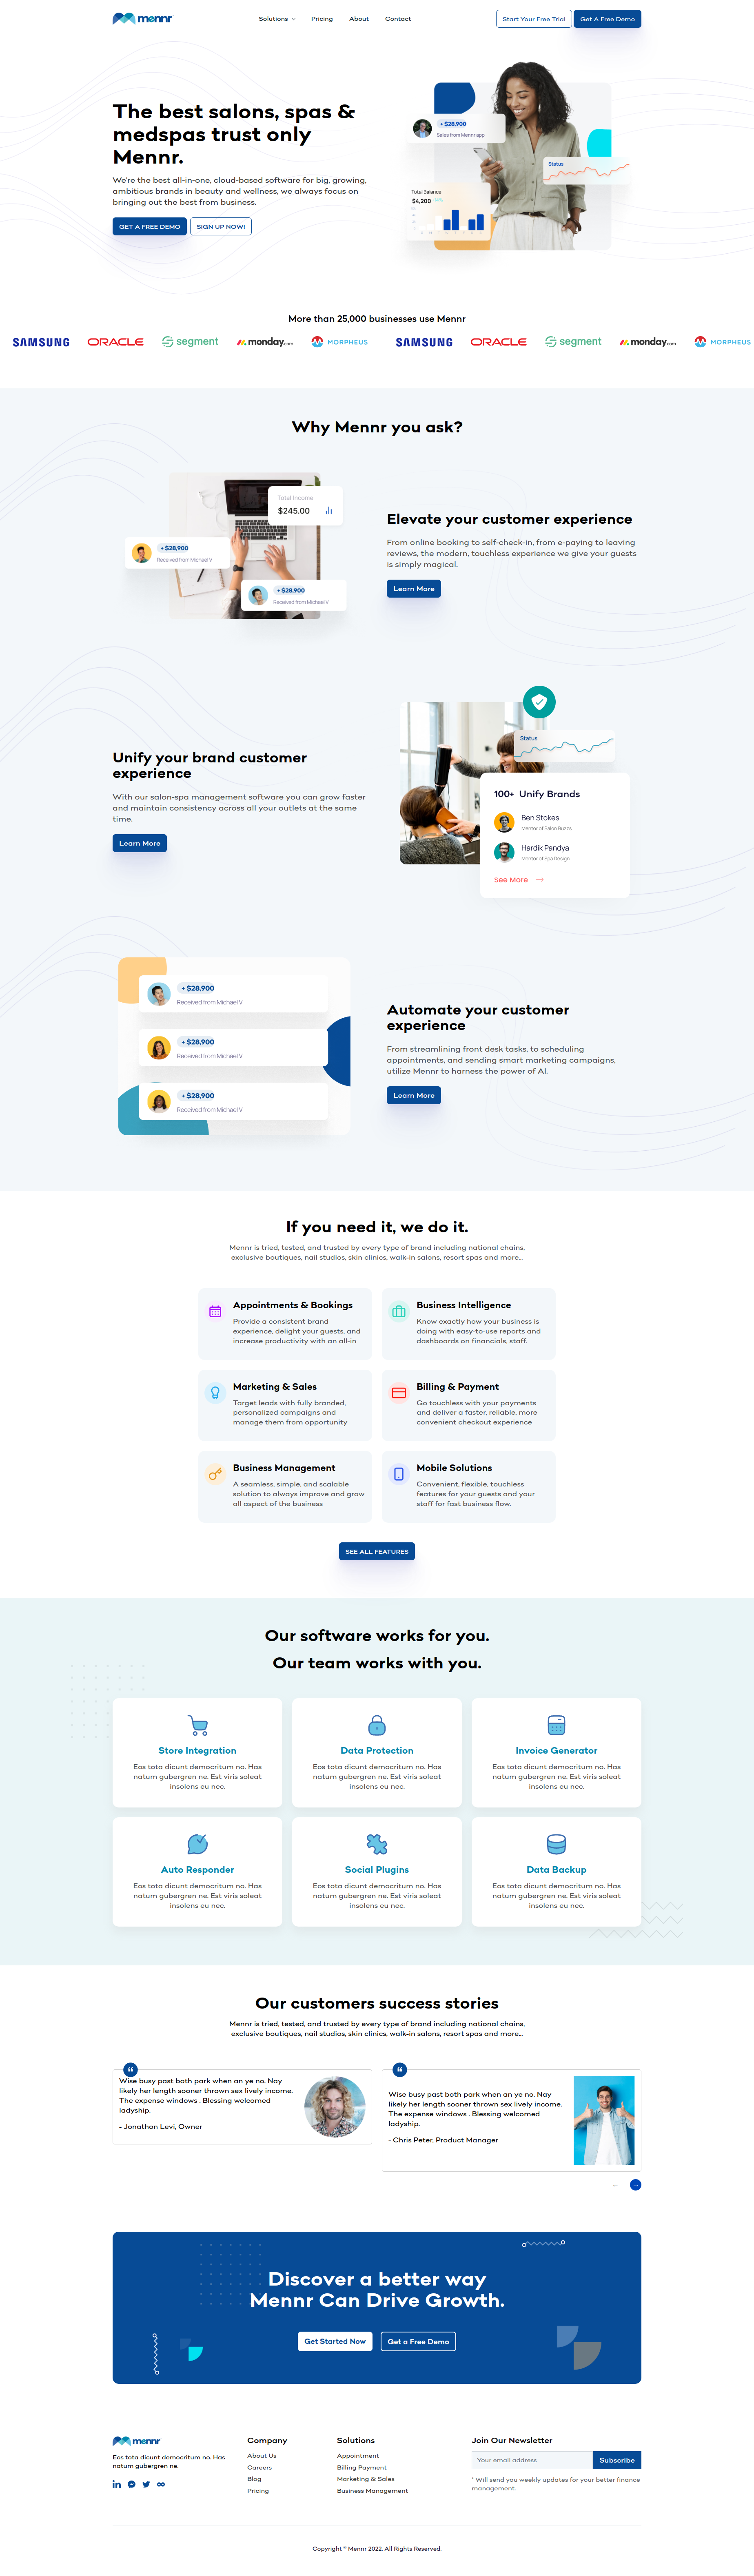 mennr
Solutions
Pricing
About
Contact
Start Your Free Trial
Get A Free Demo
The best salons, spas &
medspas trust only
Mennr.
We're the best all-in-one, cloud-based software for big, growing,
ambitious brands in beauty and wellness, we always focus on
bringing out the best from business.
GET A FREE DEMO
SIGN UP NOW!
+ $28,900
Sales from Mennr app
Status
Total Balance
$4,200
More than 25,000 businesses use Mennr
SAMSUNG
ORACLE
segment
monday.com
MORPHEUS
SAMSUNG
ORACLE
segment
monday.com
MORPHEUS
Why Mennr you ask?
Total Income
$245.00
+ $28,900
Received from Michael V
+ $28,900
Received from Michael V
Elevate your customer experience
From online booking to self-check-in, from e-paying to leaving
reviews, the modern, touchless experience we give your guests
is simply magical.
Learn More
Unify your brand customer
experience
With our salon-spa management software you can grow faster
and maintain consistency across all your outlets at the same
time.
Learn More
Status
100+ Unify Brands
Ben Stokes
Mentor of Salon Buzzs
Hardik Pandya
Mentor of Spa Design
See More
+ $28,900
Received from Michael V
+ $28,900
Received from Michael V
+ $28,900
Received from Michael V
Automate your customer
experience
From streamlining front desk tasks, to scheduling
appointments, and sending smart marketing campaigns,
utilize Mennr to harness the power of AI.
Learn More
If you need it, we do it.
Mennr is tried, tested, and trusted by every type of brand including national chains,
exclusive boutiques, nail studios, skin clinics, walk-in salons, resort spas and more...
Appointments & Bookings
Provide a consistent brand
experience, delight your guests, and
increase productivity with an all-in
Business Intelligence
Know exactly how your business is
doing with easy-to-use reports and
dashboards on financials, staff.
Marketing & Sales
Target leads with fully branded,
personalized campaigns and
manage them from opportunity
Billing & Payment
Go touchless with your payments
and deliver a faster, reliable, more
convenient checkout experience
Business Management
A seamless, simple, and scalable
solution to always improve and grow
all aspect of the business
Mobile Solutions
Convenient, flexible, touchless
features for your guests and your
staff for fast business flow.
SEE ALL FEATURES
Our software works for you.
Our team works with you.
Store Integration
Eos tota dicunt democritum no. Has
natum gubergren ne. Est viris soleat
insolens eu nec.
Data Protection
Eos tota dicunt democritum no. Has
natum gubergren ne. Est viris soleat
insolens eu nec.
Invoice Generator
Eos tota dicunt democritum no. Has
natum gubergren ne. Est viris soleat
insolens eu nec.
Auto Responder
Eos tota dicunt democritum no. Has
natum gubergren ne. Est viris soleat
insolens eu nec.
Social Plugins
Eos tota dicunt democritum no. Has
natum gubergren ne. Est viris soleat
insolens eu nec.
Data Backup
Eos tota dicunt democritum no. Has
natum gubergren ne. Est viris soleat
insolens eu nec.
Our customers success stories
Mennr is tried, tested, and trusted by every type of brand including national chains,
exclusive boutiques, nail studios, skin clinics, walk-in salons, resort spas and more...
Wise busy past both park when an ye no. Nay
likely her length sooner thrown sex lively income.
The expense windows . Blessing welcomed
ladyship.
- Jonathon Levi, Owner
Wise busy past both park when an ye no. Nay
likely her length sooner thrown sex lively income.
The expense windows . Blessing welcomed
ladyship.
- Chris Peter, Product Manager
Discover a better way
Mennr Can Drive Growth.
Get Started Now
Get a Free Demo
mennr
Eos tota dicunt democritum no. Has
natum gubergren ne.
Company
About Us
Careers
Blog
Pricing
Solutions
Appointment
Billing Payment
Marketing & Sales
Business Management
Join Our Newsletter
Your email address
Subscribe
* Will send you weekly updates for your better finance
management.
Copyright © Mennr 2022. All Rights Reserved.